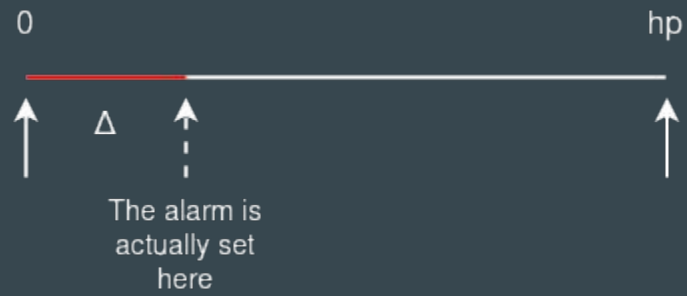 0
hp
Δ
The alarm is
actually set
here